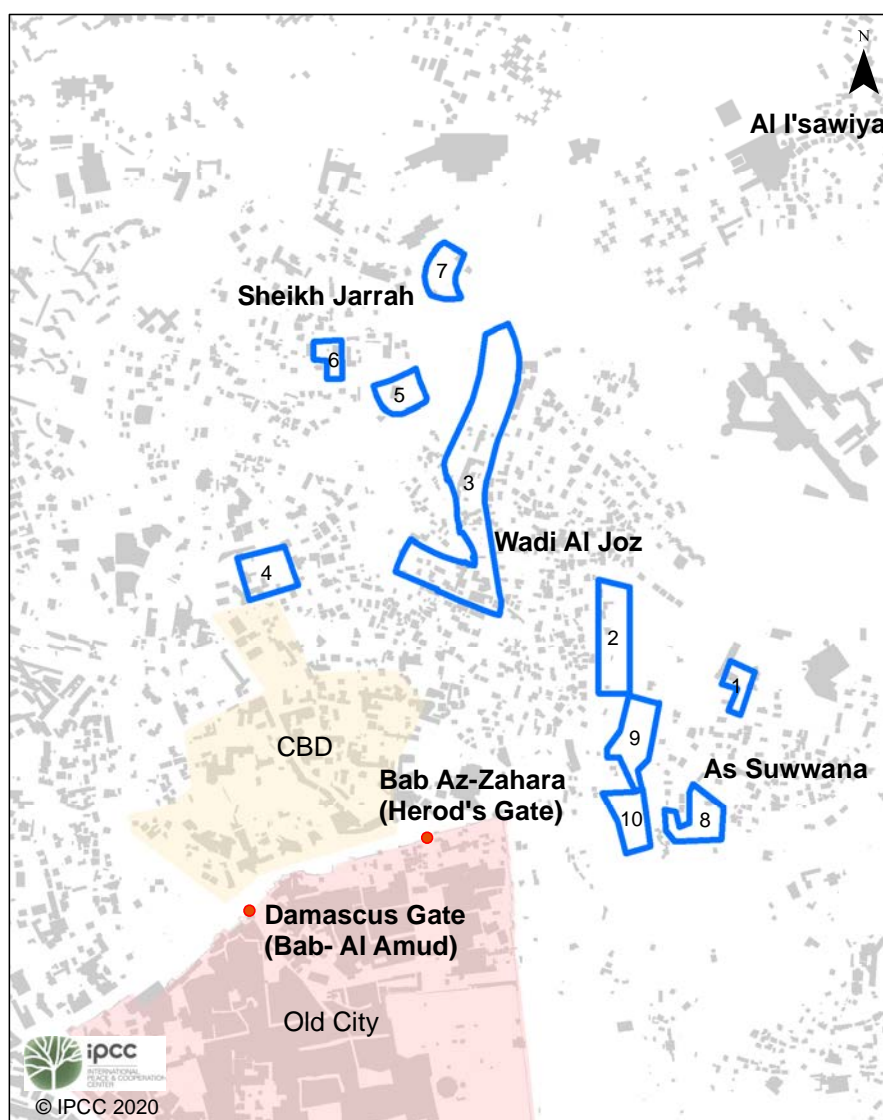 N
Al I'sawiya
7
Sheikh Jarrah
6
5
3
Wadi Al Joz
4
2
1
9
CBD
As Suwwana
Bab Az-Zahara
(Herod's Gate)
10
8
Damascus Gate
(Bab- Al Amud)
Old City
ipcc
INTERNATIONAL
PEACE & COOPERATION
CENTER
© IPCC 2020